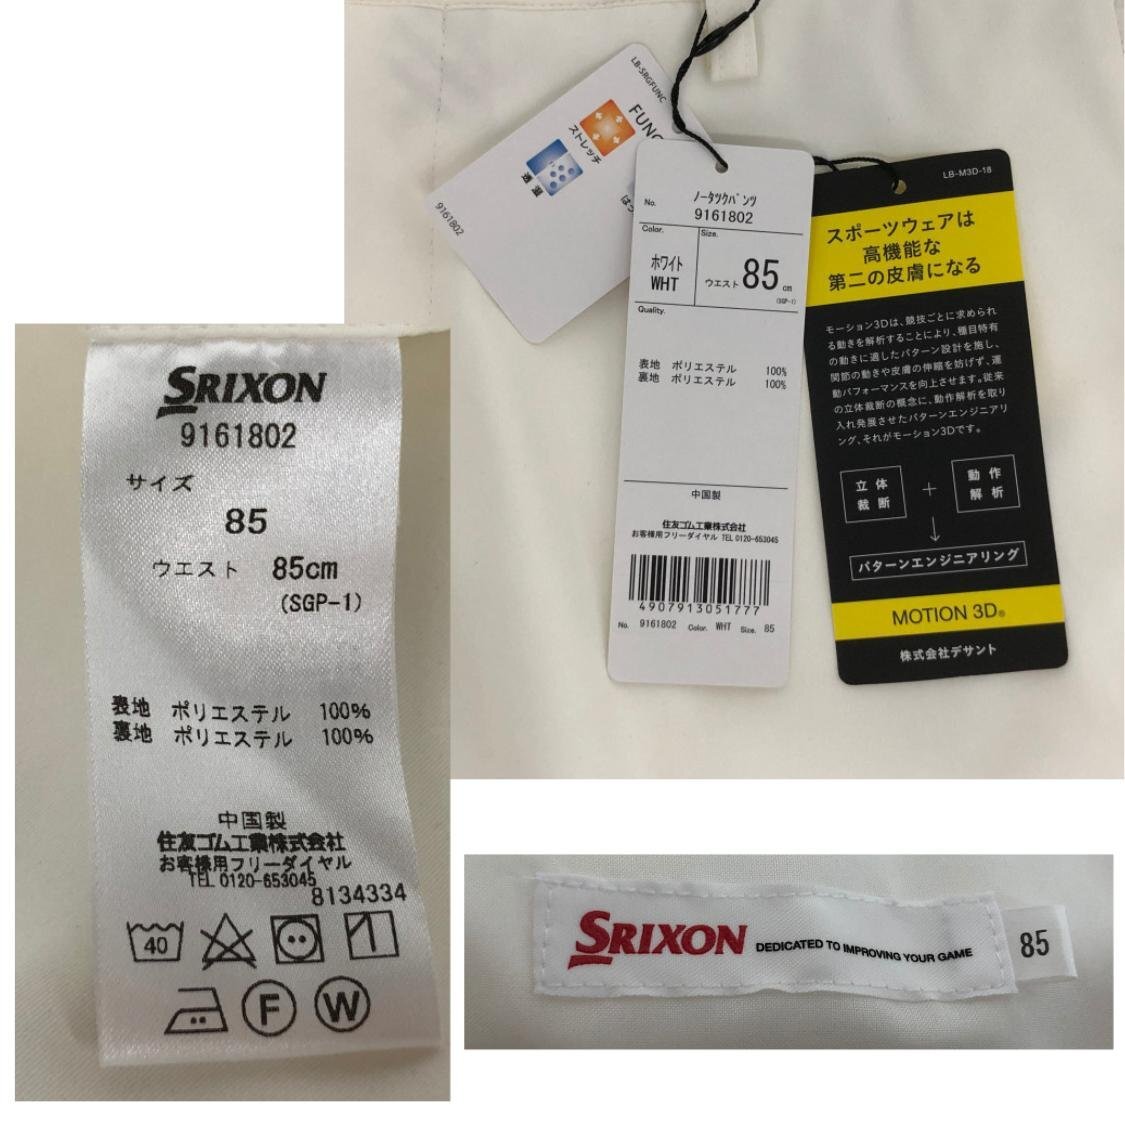 LB-SRGFUNC
FUNC
ストレッチ
透湿
はっ
9161802
No.
ノータックパンツ
9161802
Color.
ホワイト
WHT
Size.
ウエスト 85 cm
(SGP-1)
Quality.
表地 ポリエステル 100%
裏地 ポリエステル 100%
中国製
住友ゴム工業株式会社
お客様用フリーダイヤル TEL 0120-653045
4907913051777
No. 9161802 Color. WHT Size. 85
LB-M3D-18
スポーツウェアは
高機能な
第二の皮膚になる
モーション3Dは、競技ごとに求められ
る動きを解析することにより、種目特有
の動きに適したパターン設計を施し、
関節の動きや皮膚の伸縮を妨げず、運
動パフォーマンスを向上させます。従来
の立体裁断の概念に、動作解析を取り
入れ発展させたパターンエンジニアリ
ング、それがモーション3Dです。
立体
裁断
+
動作
解析
パターンエンジニアリング
MOTION 3D®
株式会社デサント
SRIXON
9161802
サイズ
85
ウエスト 85cm
(SGP-1)
表地 ポリエステル 100%
裏地 ポリエステル 100%
中国製
住友ゴム工業株式会社
お客様用フリーダイヤル
TEL 0120-653045
8134334
40
F
W
SRIXON DEDICATED TO IMPROVING YOUR GAME
85